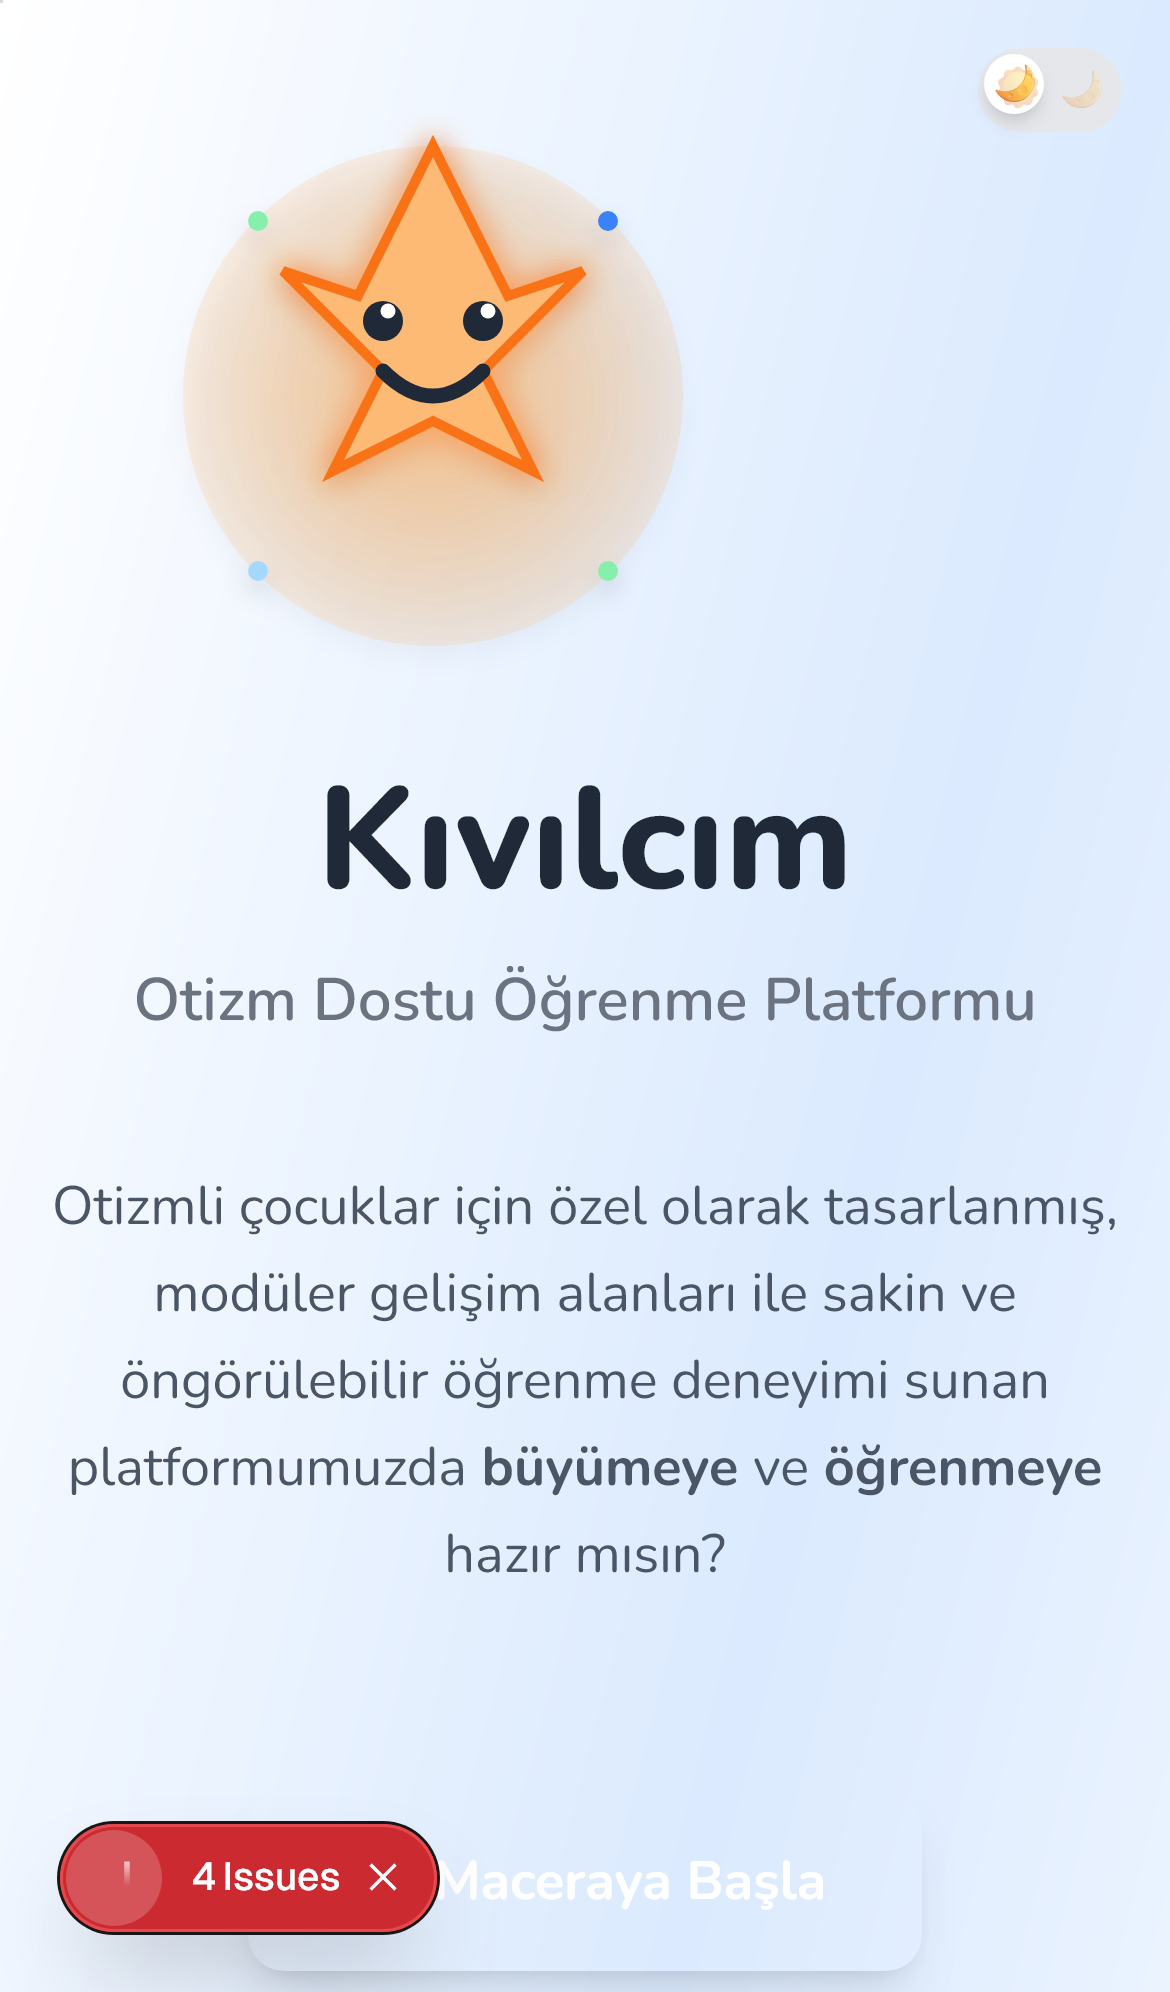 Kıvılcım
Otizm Dostu Öğrenme Platformu
Otizmli çocuklar için özel olarak tasarlanmış,
modüler gelişim alanları ile sakin ve
öngörülebilir öğrenme deneyimi sunan
platformumuzda büyümeye ve öğrenmeye
hazır mısın?
4 Issues
Maceraya Başla